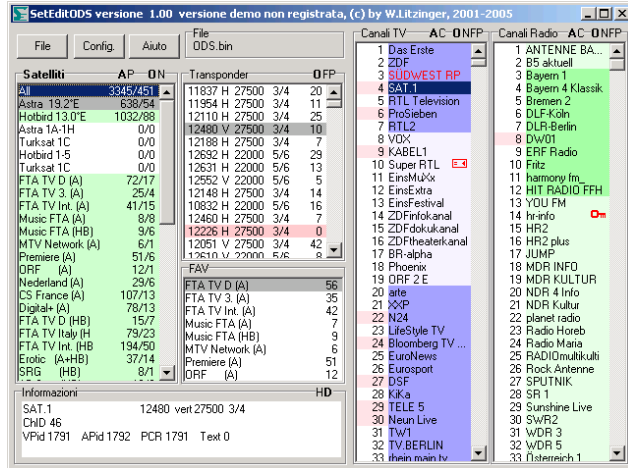 SetEditODS versione 1.00 versione demo non registrata, (c) by W.Litzinger, 2001-2005
File
Config.
Aiuto
File
ODS.bin
Satelliti AP ON
All 3345/451
Astra 19.2°E 638/54
Hotbird 13.0°E 1032/88
Astra 1A-1H 0/0
Turksat 1C 0/0
Hotbird 1-5 0/0
Turksat 1C 0/0
FTA TV D (A) 72/17
FTA TV 3. (A) 25/4
FTA TV Int. (A) 41/15
Music FTA (A) 8/8
Music FTA (HB) 9/6
MTV Network (A) 6/1
Premiere (A) 51/6
ORF (A) 12/1
Nederland (A) 29/6
CS France (A) 107/13
Digital+ (A) 78/13
FTA TV D (HB) 15/7
FTA TV Italy (H 79/23
FTA TV Int. (HB 194/50
Erotic (A+HB) 37/14
SRG (HB) 8/1
Transponder 0FP
11837 H 27500 3/4 20
11954 H 27500 3/4 11
12110 H 27500 3/4 25
12480 V 27500 3/4 10
12188 H 27500 3/4 7
12692 H 22000 5/6 29
12631 H 22000 5/6 13
12552 V 22000 5/6 5
12148 H 27500 3/4 14
10832 H 22000 5/6 16
12460 H 27500 3/4 7
12226 H 27500 3/4 0
12051 V 27500 3/4 42
12610 V 22000 5/6 8
FAV
FTA TV D (A) 56
FTA TV 3. (A) 35
FTA TV Int. (A) 42
Music FTA (A) 7
Music FTA (HB) 9
MTV Network (A) 6
Premiere (A) 51
ORF (A) 12
Informazioni HD
SAT.1 12480 vert 27500 3/4
ChID 46
VPid 1791 APid 1792 PCR 1791 Text 0
Canali TV AC ONFP
1 Das Erste
2 ZDF
3 SÜDWEST RP
4 SAT.1
5 RTL Television
6 ProSieben
7 RTL2
8 VOX
9 KABEL1
10 Super RTL
11 EinsMuXx
12 EinsExtra
13 EinsFestival
14 ZDFinfokanal
15 ZDFdokukanal
16 ZDFtheaterkanal
17 BR-alpha
18 Phoenix
19 ORF 2 E
20 arte
21 XXP
22 N24
23 LifeStyle TV
24 Bloomberg TV ...
25 EuroNews
26 Eurosport
27 DSF
28 KiKa
29 TELE 5
30 Neun Live
31 TW1
32 TV.BERLIN
33 rhein main tv
Canali Radio AC ONFP
1 ANTENNE BA...
2 B5 aktuell
3 Bayern 1
4 Bayern 4 Klassik
5 Bremen 2
6 DLF-Köln
7 DLR-Berlin
8 DW01
9 ERF Radio
10 Fritz
11 harmony fm_
12 HIT RADIO FFH
13 YOU FM
14 hr-info
15 HR2
16 HR2 plus
17 JUMP
18 MDR INFO
19 MDR KULTUR
20 NDR 4 Info
21 NDR Kultur
22 planet radio
23 Radio Horeb
24 Radio Maria
25 RADIOmultikulti
26 Rock Antenne
27 SPUTNIK
28 SR 1
29 Sunshine Live
30 SWR2
31 WDR 3
32 WDR 5
33 Österreich 1